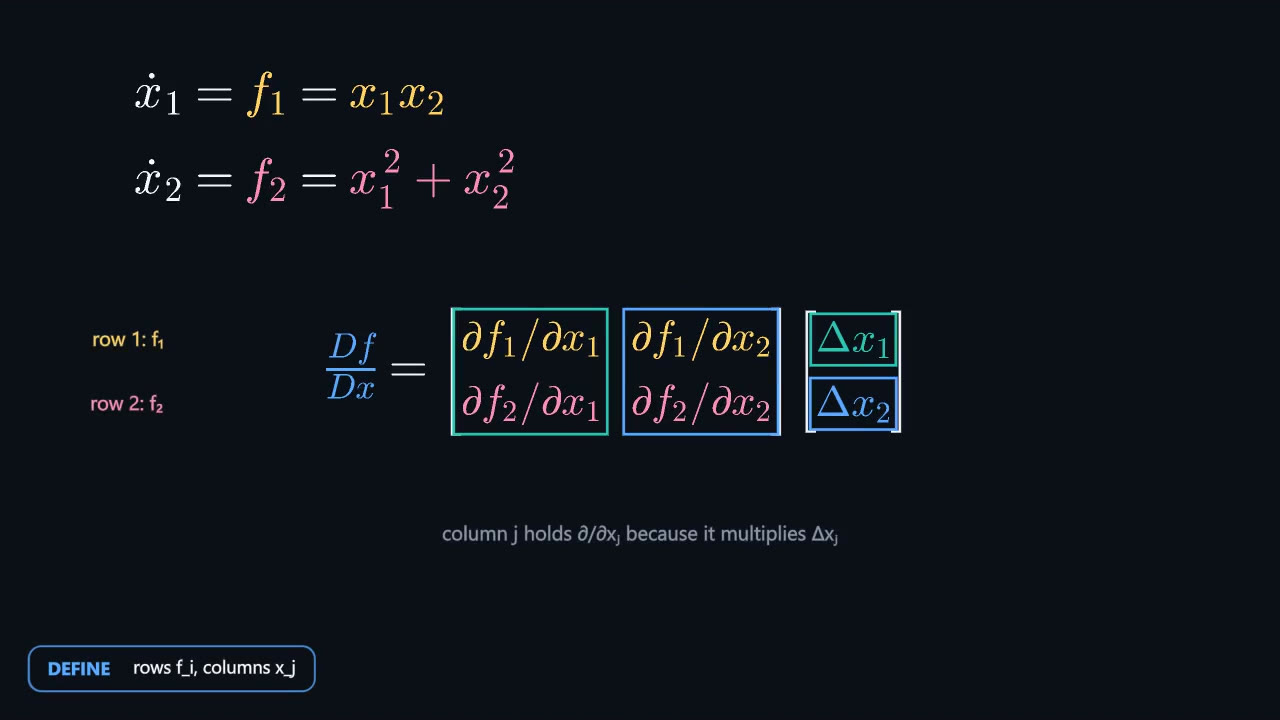 ẋ₁ = f₁ = x₁x₂
ẋ₂ = f₂ = x₁² + x₂²
row 1: f₁
row 2: f₂
Df/Dx = [∂f₁/∂x₁ ∂f₁/∂x₂ ; ∂f₂/∂x₁ ∂f₂/∂x₂] [Δx₁ ; Δx₂]
column j holds ∂/∂xⱼ because it multiplies Δxⱼ
DEFINE rows f_i, columns x_j